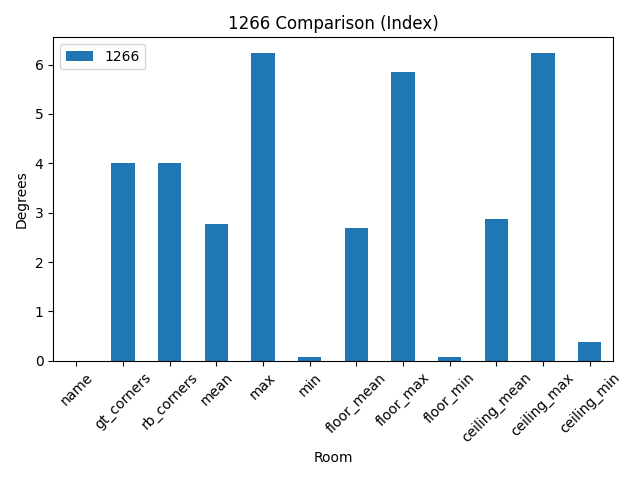 1266 Comparison (Index)
1266
Degrees
6
5
4
3
2
1
0
name
gt_corners
rb_corners
mean
max
min
floor_mean
floor_max
floor_min
ceiling_mean
ceiling_max
ceiling_min
Room